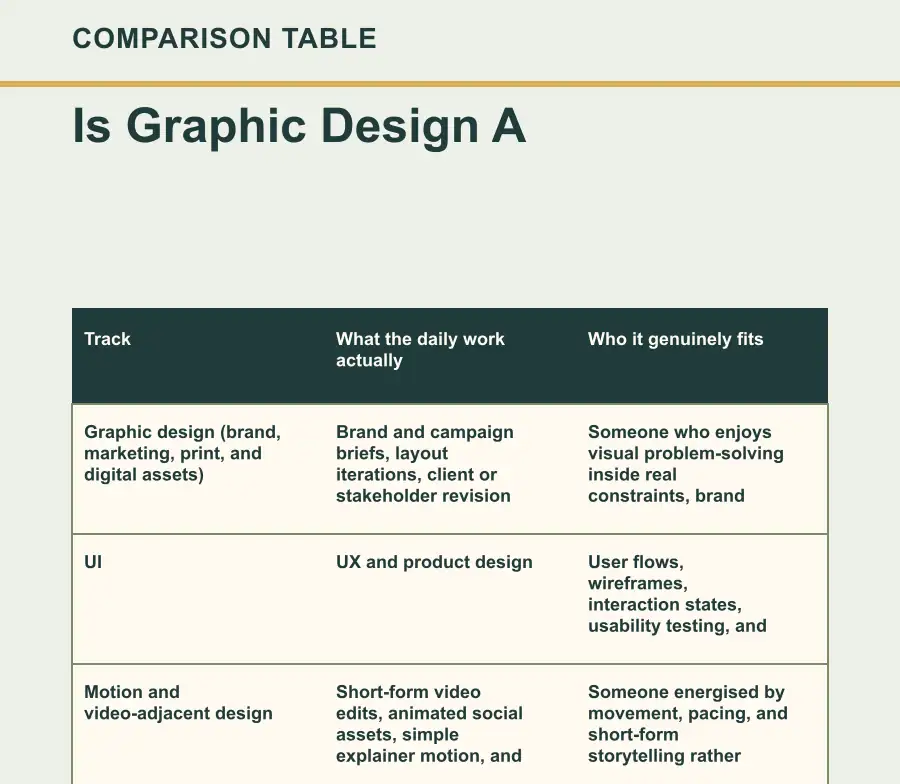 COMPARISON TABLE
Is Graphic Design A
Track
What the daily work
actually
Who it genuinely fits
Graphic design (brand,
marketing, print, and
digital assets)
Brand and campaign
briefs, layout
iterations, client or
stakeholder revision
Someone who enjoys
visual problem-solving
inside real
constraints, brand
UI
UX and product design
User flows,
wireframes,
interaction states,
usability testing, and
Motion and
video-adjacent design
Short-form video
edits, animated social
assets, simple
explainer motion, and
Someone energised by
movement, pacing, and
short-form
storytelling rather